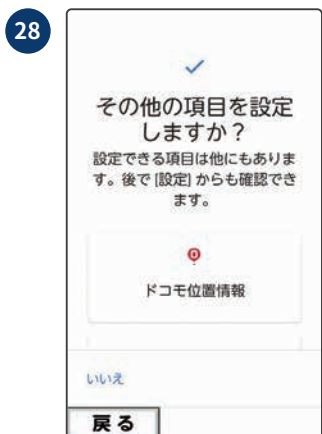 28
その他の項目を設定
しますか？
設定できる項目は他にもありま
す。後で [設定] からも確認でき
ます。
ドコモ位置情報
いいえ
戻る